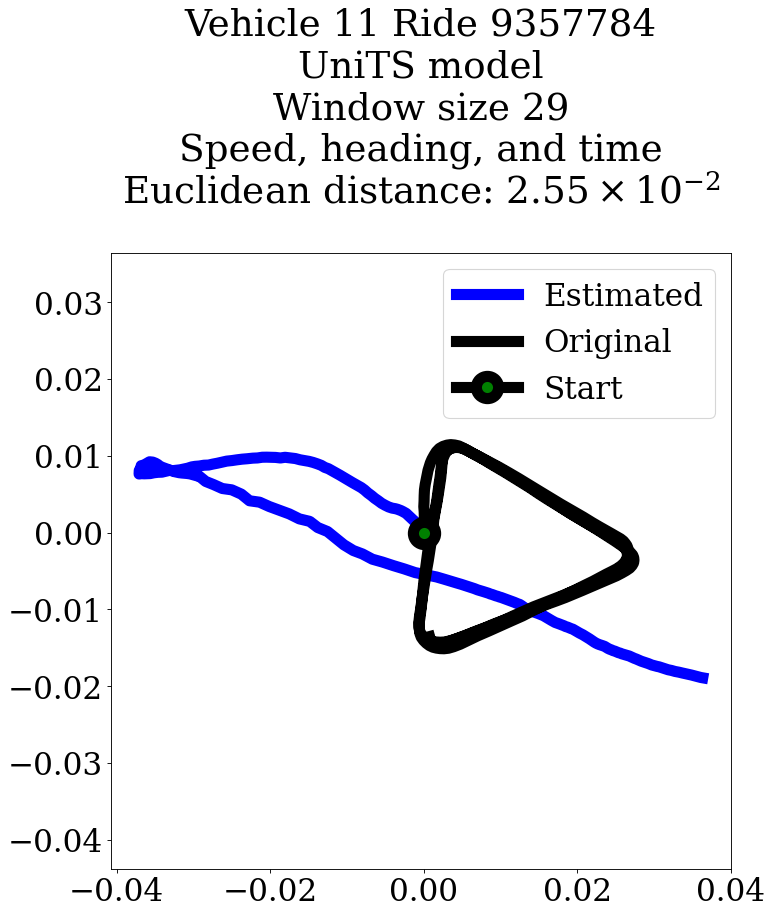 Vehicle 11 Ride 9357784
UniTS model
Window size 29
Speed, heading, and time
Euclidean distance: 2.55 × 10⁻²
Estimated
Original
Start
0.03
0.02
0.01
0.00
−0.01
−0.02
−0.03
−0.04
−0.04 −0.02 0.00 0.02 0.04